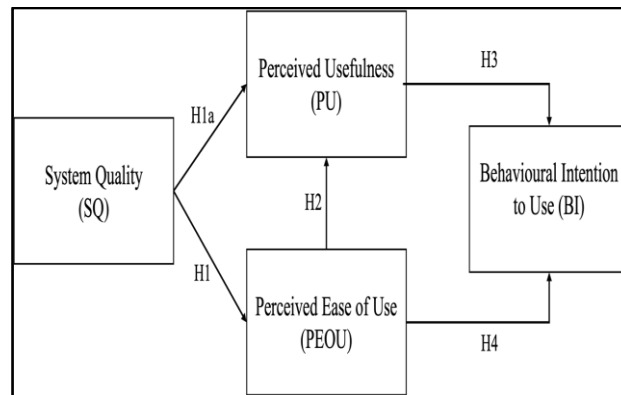 Perceived Usefulness
(PU)
H3
H1a
System Quality
(SQ)
H2
Behavioural Intention
to Use (BI)
H1
Perceived Ease of Use
(PEOU)
H4